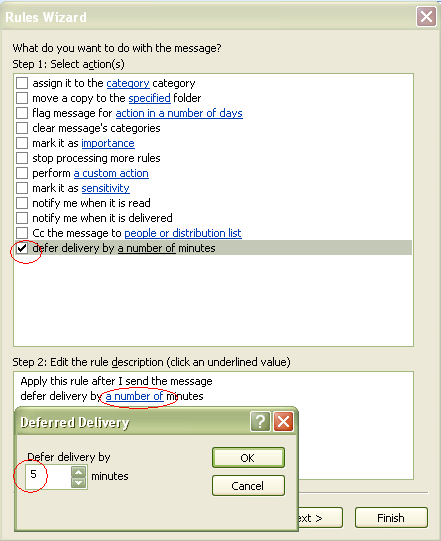 Rules Wizard
What do you want to do with the message?
Step 1: Select action(s)
assign it to the category category
move a copy to the specified folder
flag message for action in a number of days
clear message's categories
mark it as importance
stop processing more rules
perform a custom action
mark it as sensitivity
notify me when it is read
notify me when it is delivered
Cc the message to people or distribution list
defer delivery by a number of minutes
Step 2: Edit the rule description (click an underlined value)
Apply this rule after I send the message
defer delivery by a number of minutes
Deferred Delivery
Defer delivery by
5 minutes
OK
Cancel
ext >
Finish